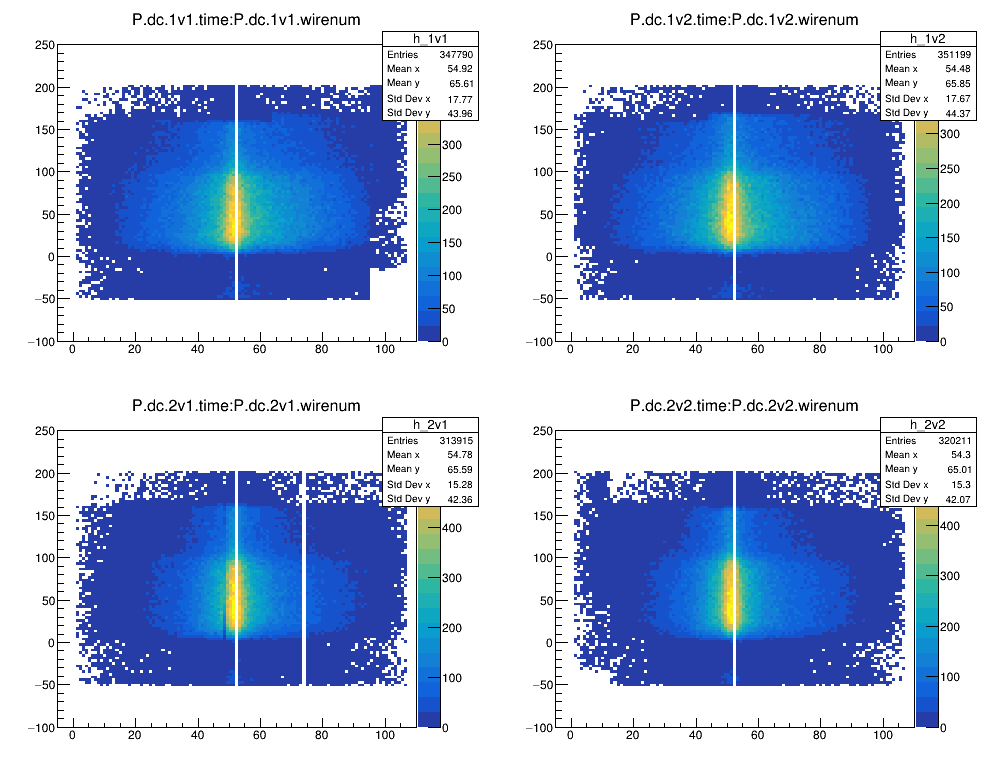 P.dc.1v1.time:P.dc.1v1.wirenum
h_1v1
Entries 347790
Mean x 54.92
Mean y 65.61
Std Dev x 17.77
Std Dev y 43.96
250
200
150
100
50
0
−50
−100
0 20 40 60 80 100
300
250
200
150
100
50
0
P.dc.1v2.time:P.dc.1v2.wirenum
h_1v2
Entries 351199
Mean x 54.48
Mean y 65.85
Std Dev x 17.67
Std Dev y 44.37
250
200
150
100
50
0
−50
−100
0 20 40 60 80 100
300
250
200
150
100
50
0
P.dc.2v1.time:P.dc.2v1.wirenum
h_2v1
Entries 313915
Mean x 54.78
Mean y 65.59
Std Dev x 15.28
Std Dev y 42.36
250
200
150
100
50
0
−50
−100
0 20 40 60 80 100
400
300
200
100
0
P.dc.2v2.time:P.dc.2v2.wirenum
h_2v2
Entries 320211
Mean x 54.3
Mean y 65.01
Std Dev x 15.3
Std Dev y 42.07
250
200
150
100
50
0
−50
−100
0 20 40 60 80 100
400
300
200
100
0